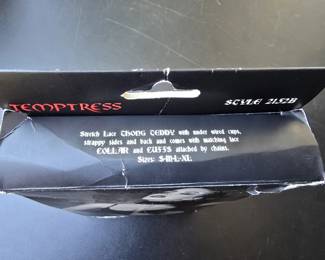 TEMPTRESS
STYLE 2152B
Stretch Lace THONG TEDDY with under wired cups,
strappy sides and back and comes with matching lace
COLLAR and CUFFS attached by chains.
Sizes: S-M-L-XL